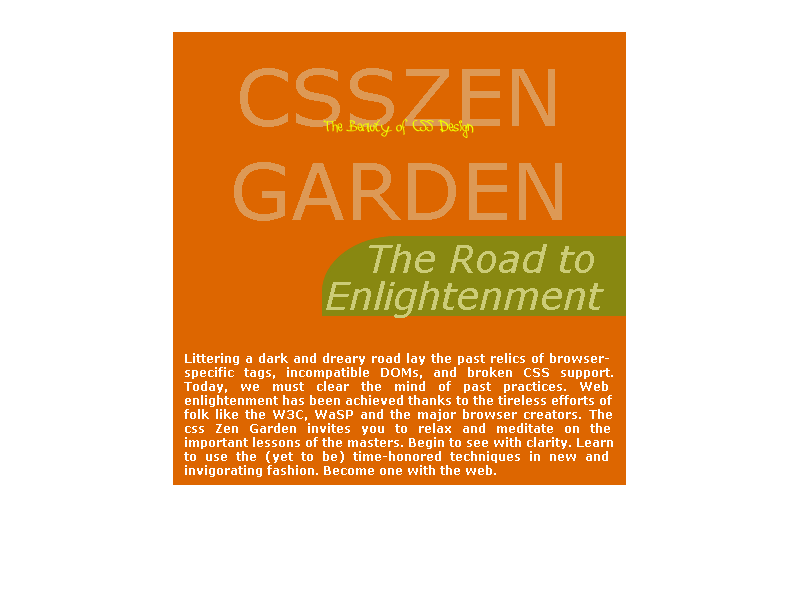 CSSZEN
The Beauty of CSS Design
GARDEN
The Road to
Enlightenment
Littering a dark and dreary road lay the past relics of browser-
specific tags, incompatible DOMs, and broken CSS support.
Today, we must clear the mind of past practices. Web
enlightenment has been achieved thanks to the tireless efforts of
folk like the W3C, WaSP and the major browser creators. The
css Zen Garden invites you to relax and meditate on the
important lessons of the masters. Begin to see with clarity. Learn
to use the (yet to be) time-honored techniques in new and
invigorating fashion. Become one with the web.